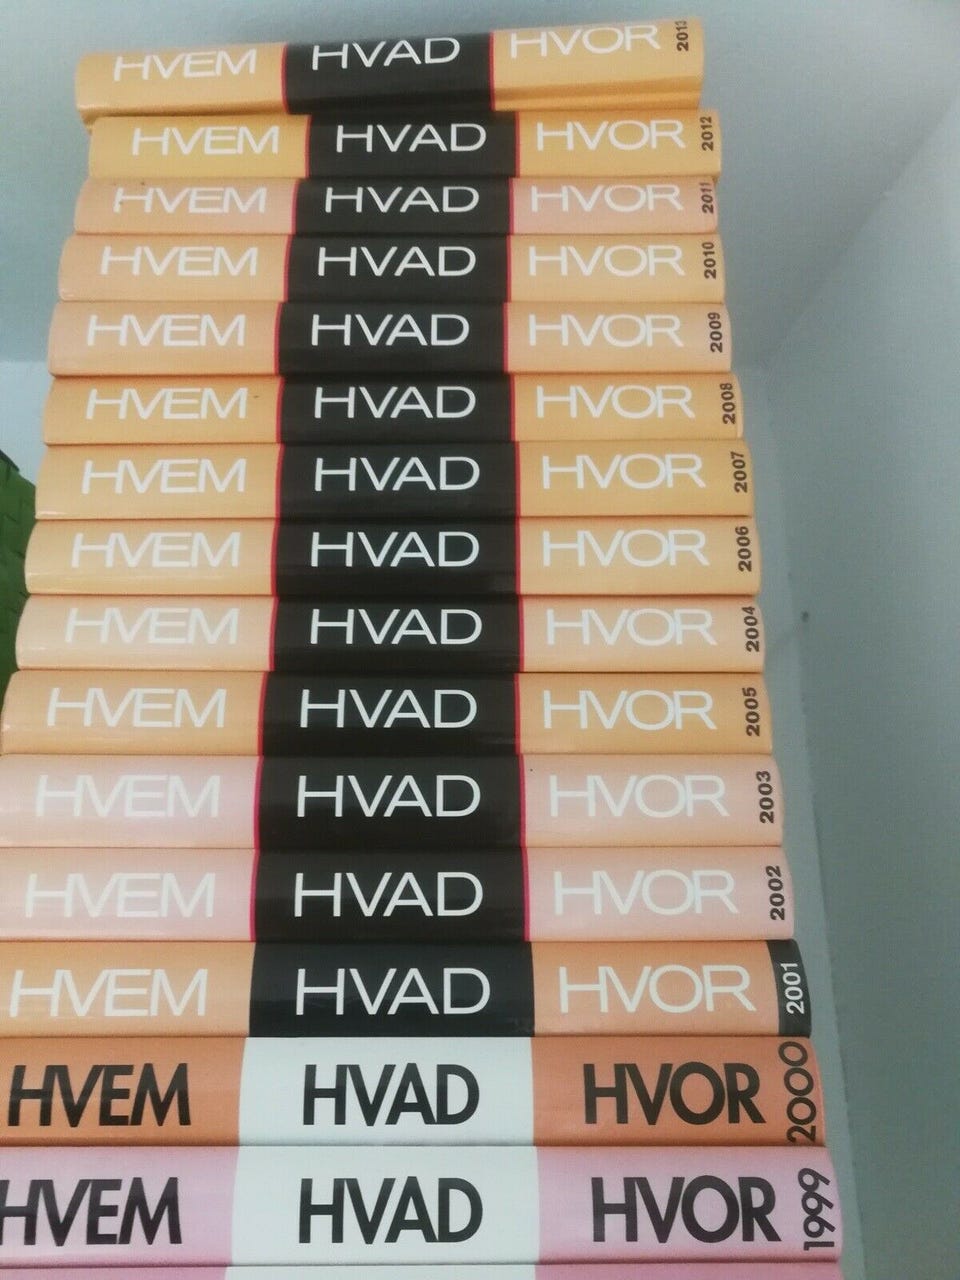 HVEM HVAD HVOR 2013
HVEM HVAD HVOR 2012
HVEM HVAD HVOR 2011
HVEM HVAD HVOR 2010
HVEM HVAD HVOR 2009
HVEM HVAD HVOR 2008
HVEM HVAD HVOR 2007
HVEM HVAD HVOR 2006
HVEM HVAD HVOR 2004
HVEM HVAD HVOR 2005
HVEM HVAD HVOR 2003
HVEM HVAD HVOR 2002
HVEM HVAD HVOR 2001
HVEM HVAD HVOR 2000
HVEM HVAD HVOR 1999